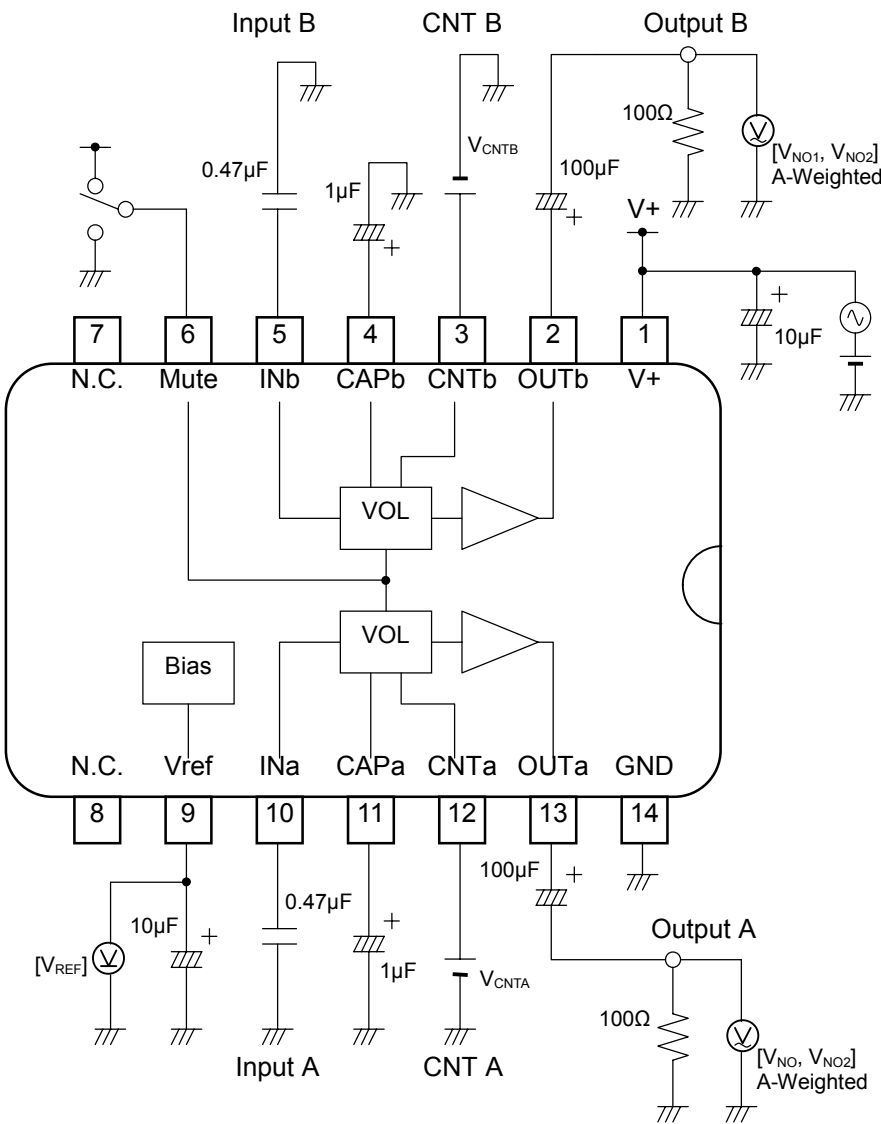 Input B
CNT B
Output B
100Ω
[V_NO1, V_NO2]
A-Weighted
V_CNTB
0.47µF
1µF
+
100µF
+
V+
+
10µF
7
6
5
4
3
2
1
N.C.
Mute
INb
CAPb
CNTb
OUTb
V+
VOL
VOL
Bias
N.C.
Vref
INa
CAPa
CNTa
OUTa
GND
8
9
10
11
12
13
14
100µF
+
10µF
+
0.47µF
+
1µF
V_CNTA
[V_REF]
V
Output A
100Ω
[V_NO, V_NO2]
A-Weighted
V
V
Input A
CNT A